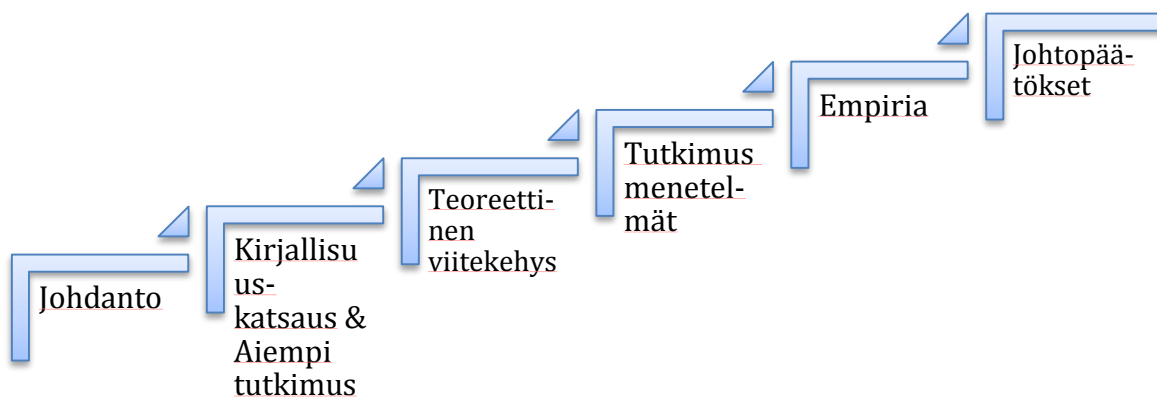 Johdanto
Kirjallisu
us-
katsaus &
Aiempi
tutkimus
Teoreetti-
nen
viitekehys
Tutkimus
menetel-
mät
Empiria
Johtopää-
tökset